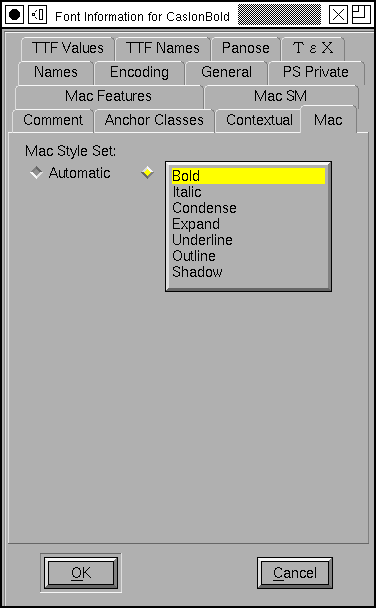 Font Information for CaslonBold
TTF Values TTF Names Panose Τ ε Χ
Names Encoding General PS Private
Mac Features Mac SM
Comment Anchor Classes Contextual Mac
Mac Style Set:
Automatic
Bold
Italic
Condense
Expand
Underline
Outline
Shadow
OK Cancel